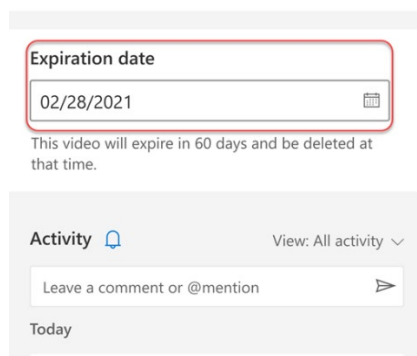 Expiration date
02/28/2021
This video will expire in 60 days and be deleted at
that time.
Activity View: All activity
Leave a comment or @mention
Today